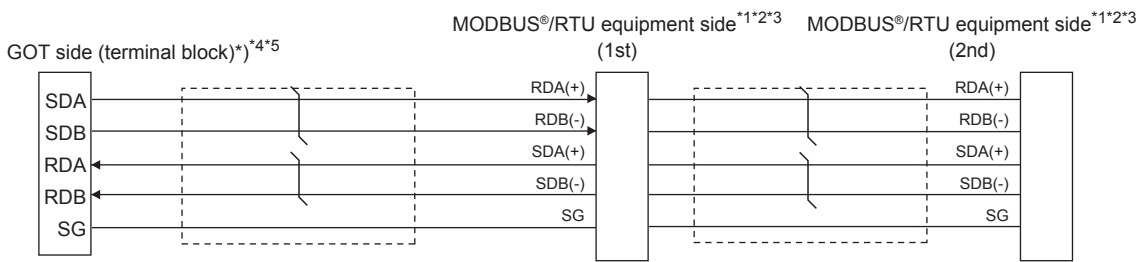 MODBUS®/RTU equipment side*1*2*3 MODBUS®/RTU equipment side*1*2*3
GOT side (terminal block)*)*4*5 (1st) (2nd)
SDA RDA(+) RDA(+)
SDB RDB(-) RDB(-)
RDA SDA(+) SDA(+)
RDB SDB(-) SDB(-)
SG SG SG